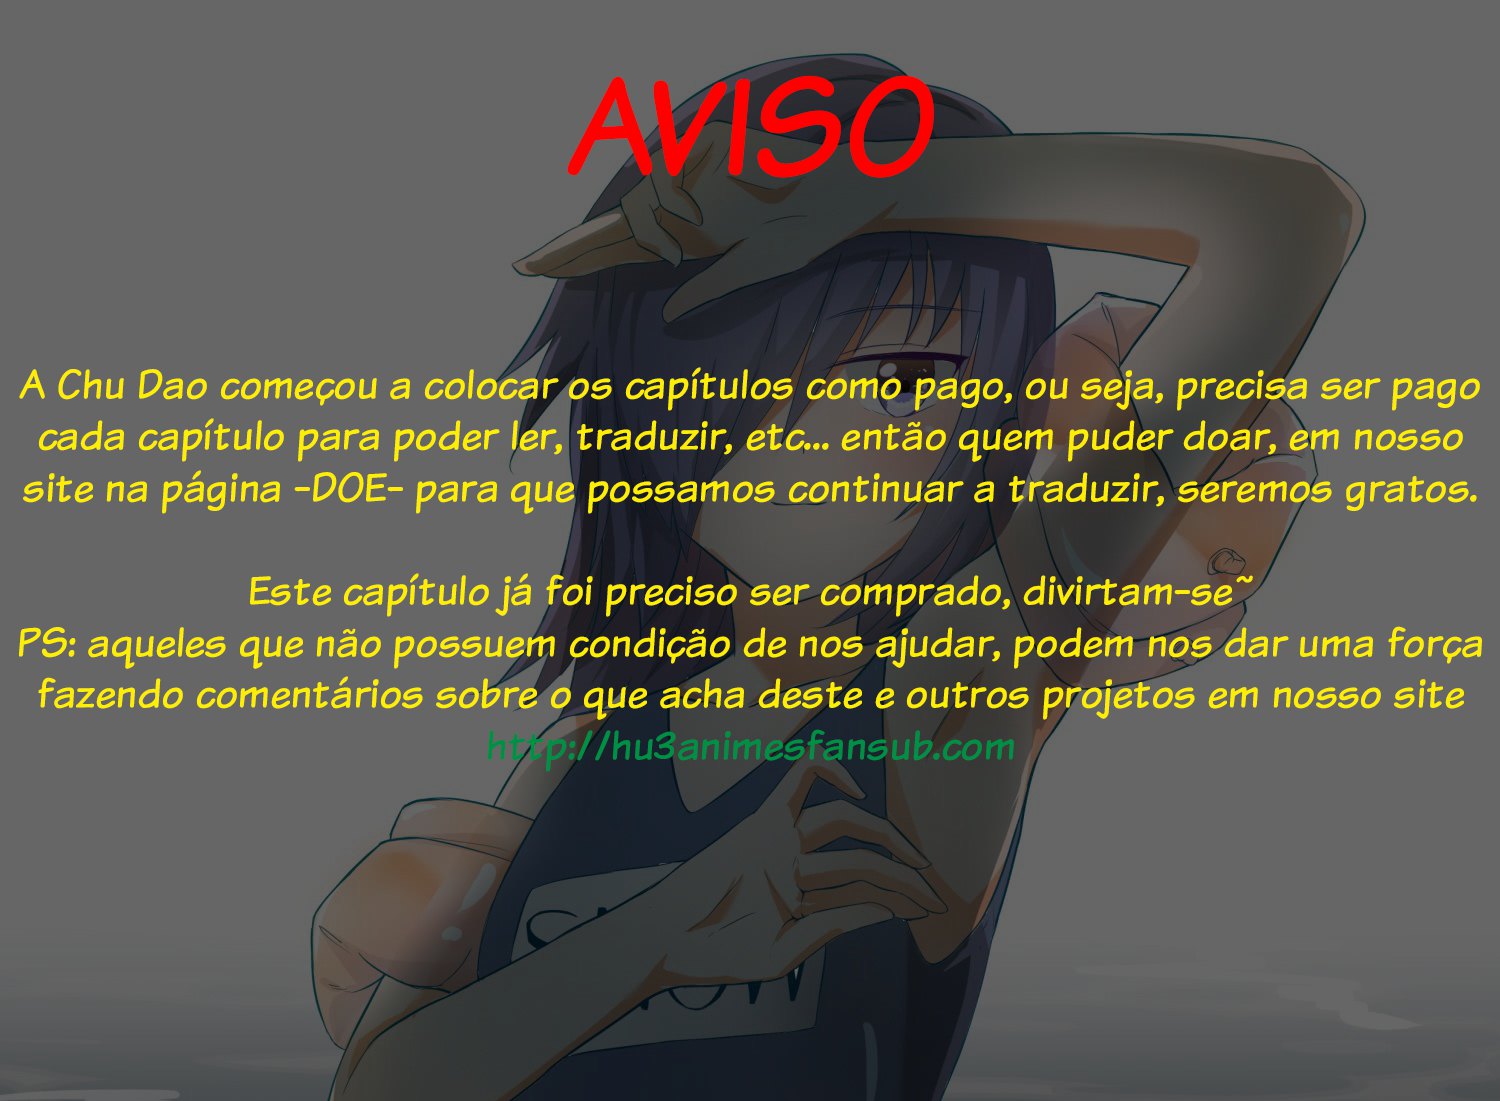 AVISO
A Chu Dao começou a colocar os capítulos como pago, ou seja, precisa ser pago
cada capítulo para poder ler, traduzir, etc... então quem puder doar, em nosso
site na página -DOE- para que possamos continuar a traduzir, seremos gratos.
Este capítulo já foi preciso ser comprado, divirtam-se~
PS: aqueles que não possuem condição de nos ajudar, podem nos dar uma força
fazendo comentários sobre o que acha deste e outros projetos em nosso site
http://hu3animesfansub.com